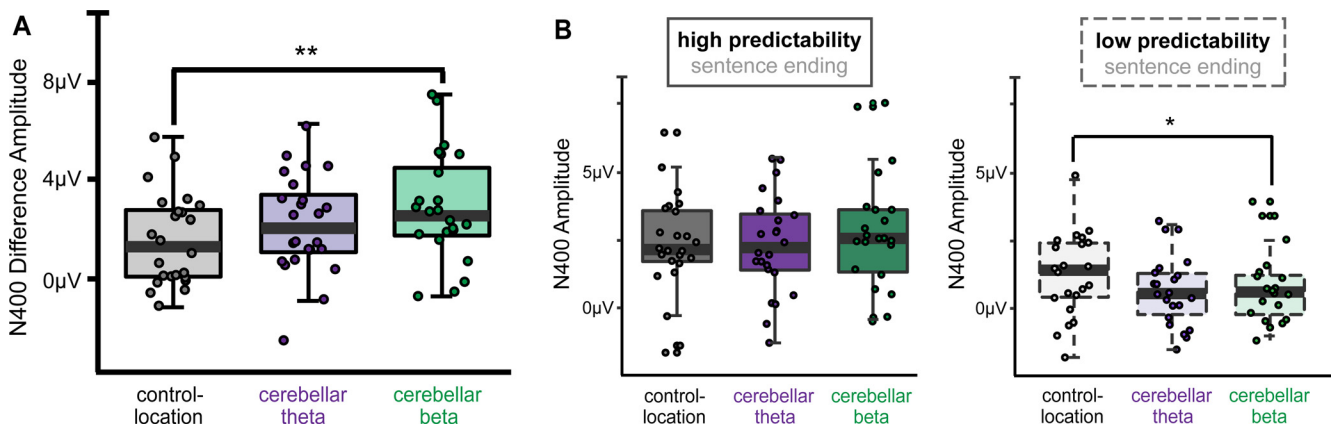 A
N400 Difference Amplitude
8µV
4µV
0µV
**
control-
location
cerebellar
theta
cerebellar
beta
B
high predictability
sentence ending
N400 Amplitude
5µV
0µV
control-
location
cerebellar
theta
cerebellar
beta
low predictability
sentence ending
N400 Amplitude
5µV
0µV
*
control-
location
cerebellar
theta
cerebellar
beta